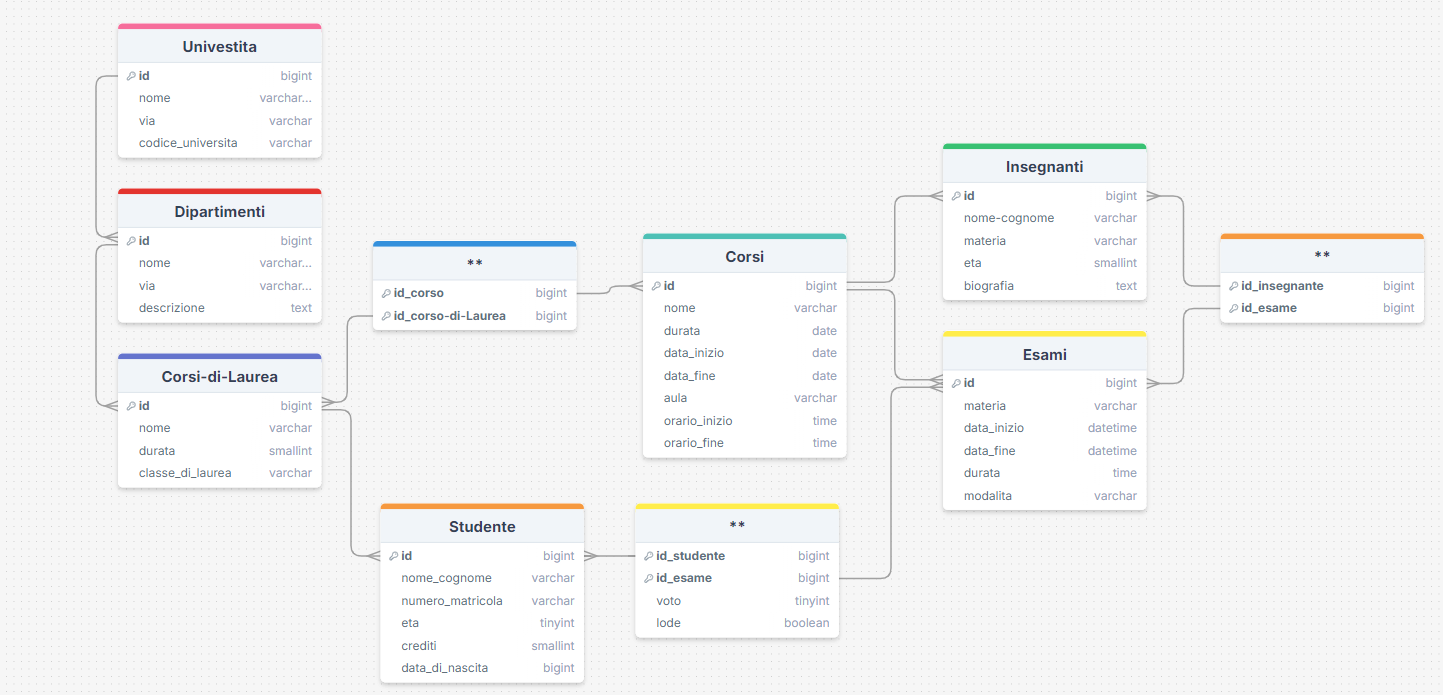 Univestita
id bigint
nome varchar...
via varchar
codice_universita varchar
Dipartimenti
id bigint
nome varchar...
via varchar...
descrizione text
Corsi-di-Laurea
id bigint
nome varchar
durata smallint
classe_di_laurea varchar
**
id_corso bigint
id_corso-di-Laurea bigint
Studente
id bigint
nome_cognome varchar
numero_matricola varchar
eta tinyint
crediti smallint
data_di_nascita bigint
Corsi
id bigint
nome varchar
durata date
data_inizio date
data_fine date
aula varchar
orario_inizio time
orario_fine time
**
id_studente bigint
id_esame bigint
voto tinyint
lode boolean
Insegnanti
id bigint
nome-cognome varchar
materia varchar
eta smallint
biografia text
Esami
id bigint
materia varchar
data_inizio datetime
data_fine datetime
durata time
modalita varchar
**
id_insegnante bigint
id_esame bigint